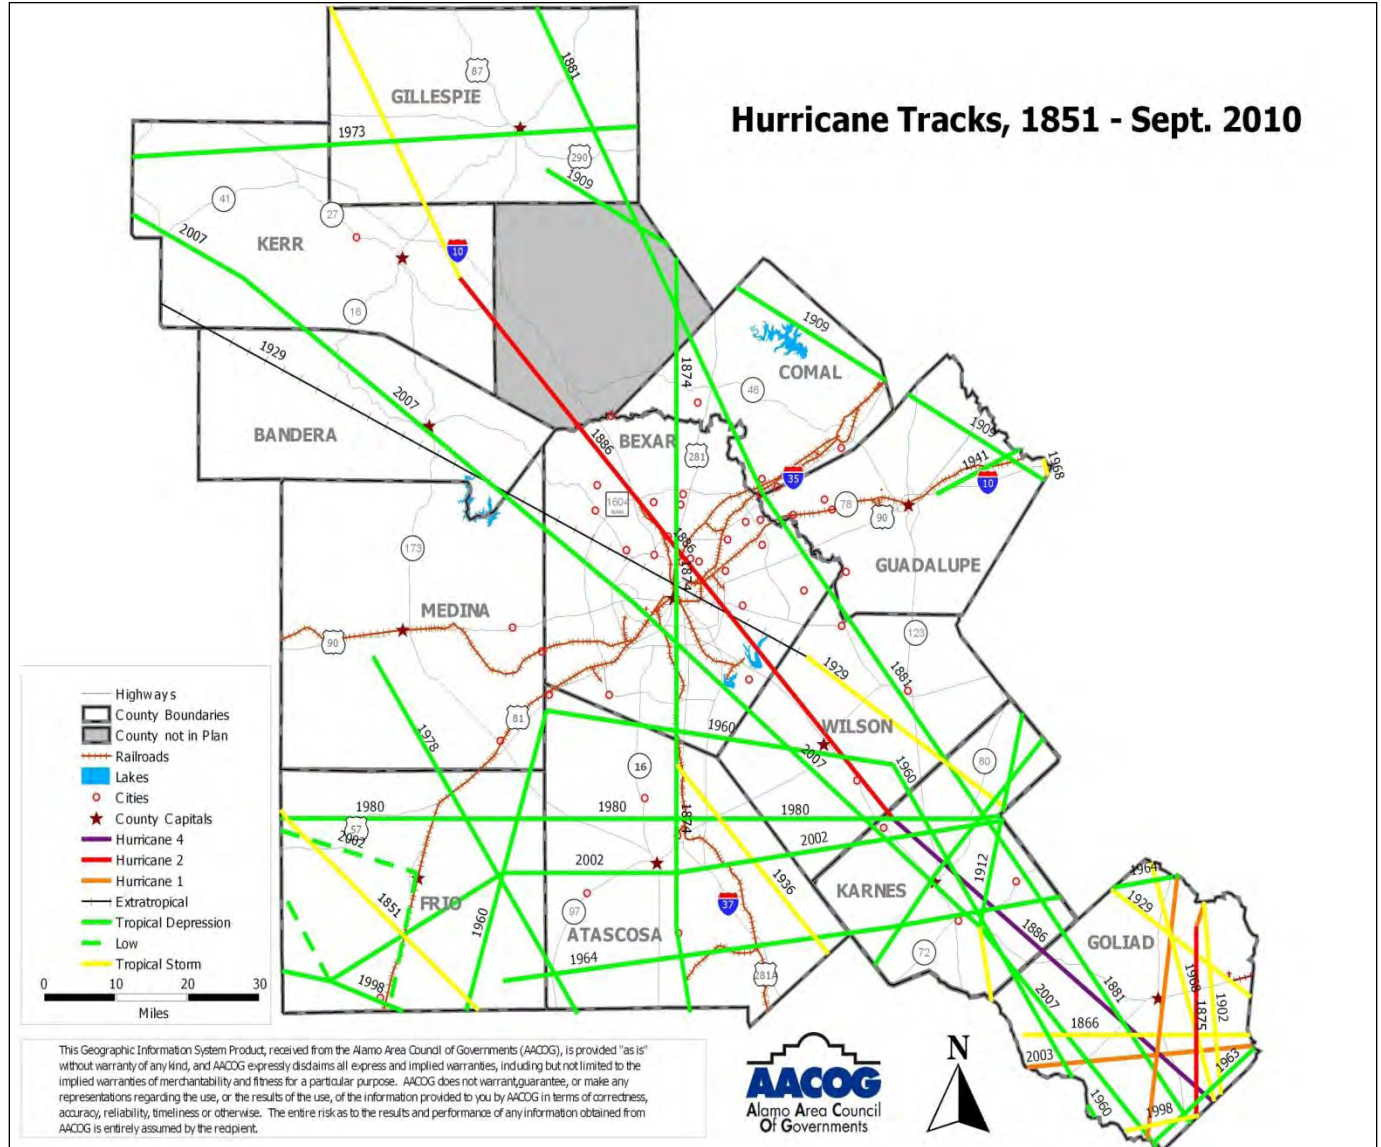 Hurricane Tracks, 1851 - Sept. 2010
1881
87
GILLESPIE
1973
290
1909
41
27
2007
KERR
10
16
1909
1929
1874
COMAL
2007
46
BANDERA
1886
BEXAR
281
1909
1941
1968
35
10
1604
78
90
173
1886
1874
GUADALUPE
MEDINA
90
123
1929
1881
Highways
County Boundaries
County not in Plan
Railroads
Lakes
Cities
County Capitals
Hurricane 4
Hurricane 2
Hurricane 1
Extratropical
Tropical Depression
Low
Tropical Storm
0 10 20 30
Miles
81
1978
1960
WILSON
2007
1960
80
16
1980
1980
1980
57
2002
1874
2002
2002
1912
1964
1936
KARNES
1851
FRIO
1960
97
ATASCOSA
37
1929
1886
GOLIAD
72
1964
281A
1998
1968
1902
1875
2007
1881
1866
2003
1963
1960
1998
This Geographic Information System Product, received from the Alamo Area Council of Governments (AACOG), is provided "as is"
without warranty of any kind, and AACOG expressly disclaims all express and implied warranties, including but not limited to the
implied warranties of merchantability and fitness for a particular purpose. AACOG does not warrant,guarantee, or make any
representations regarding the use, or the results of the use, of the information provided to you by AACOG in terms of correctness,
accuracy, reliability, timeliness or otherwise. The entire risk as to the results and performance of any information obtained from
AACOG is entirely assumed by the recipient.
AACOG
Alamo Area Council
Of Governments
N